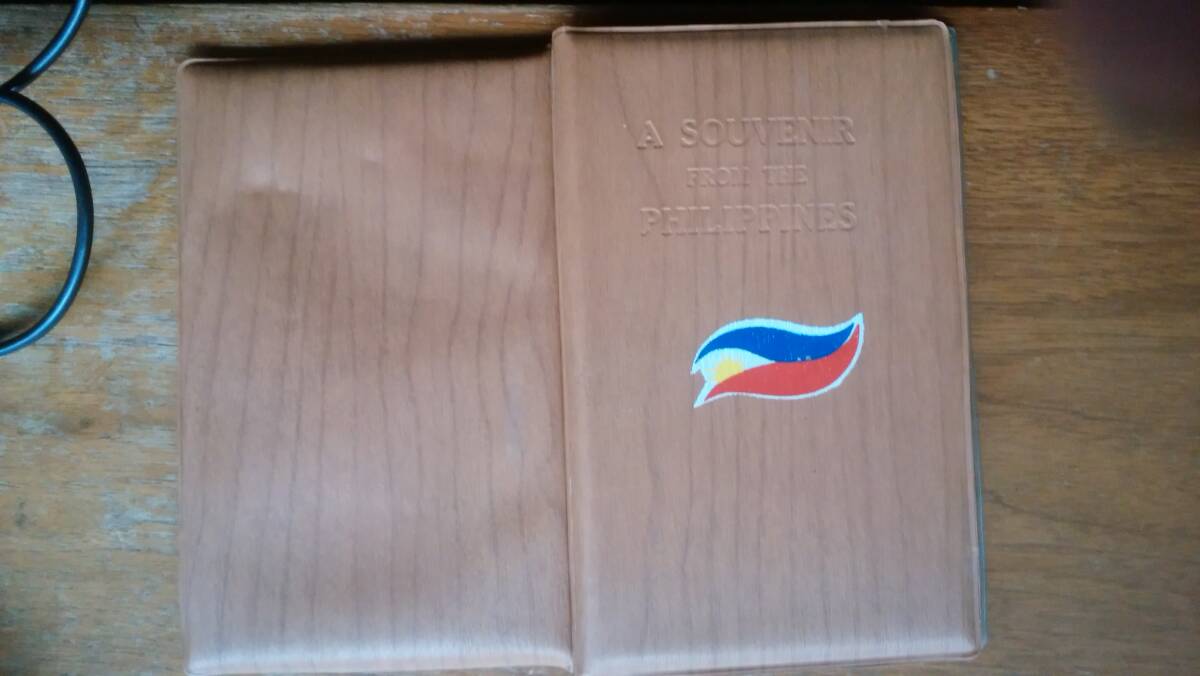 A SOUVENIR
FROM THE
PHILIPPINES